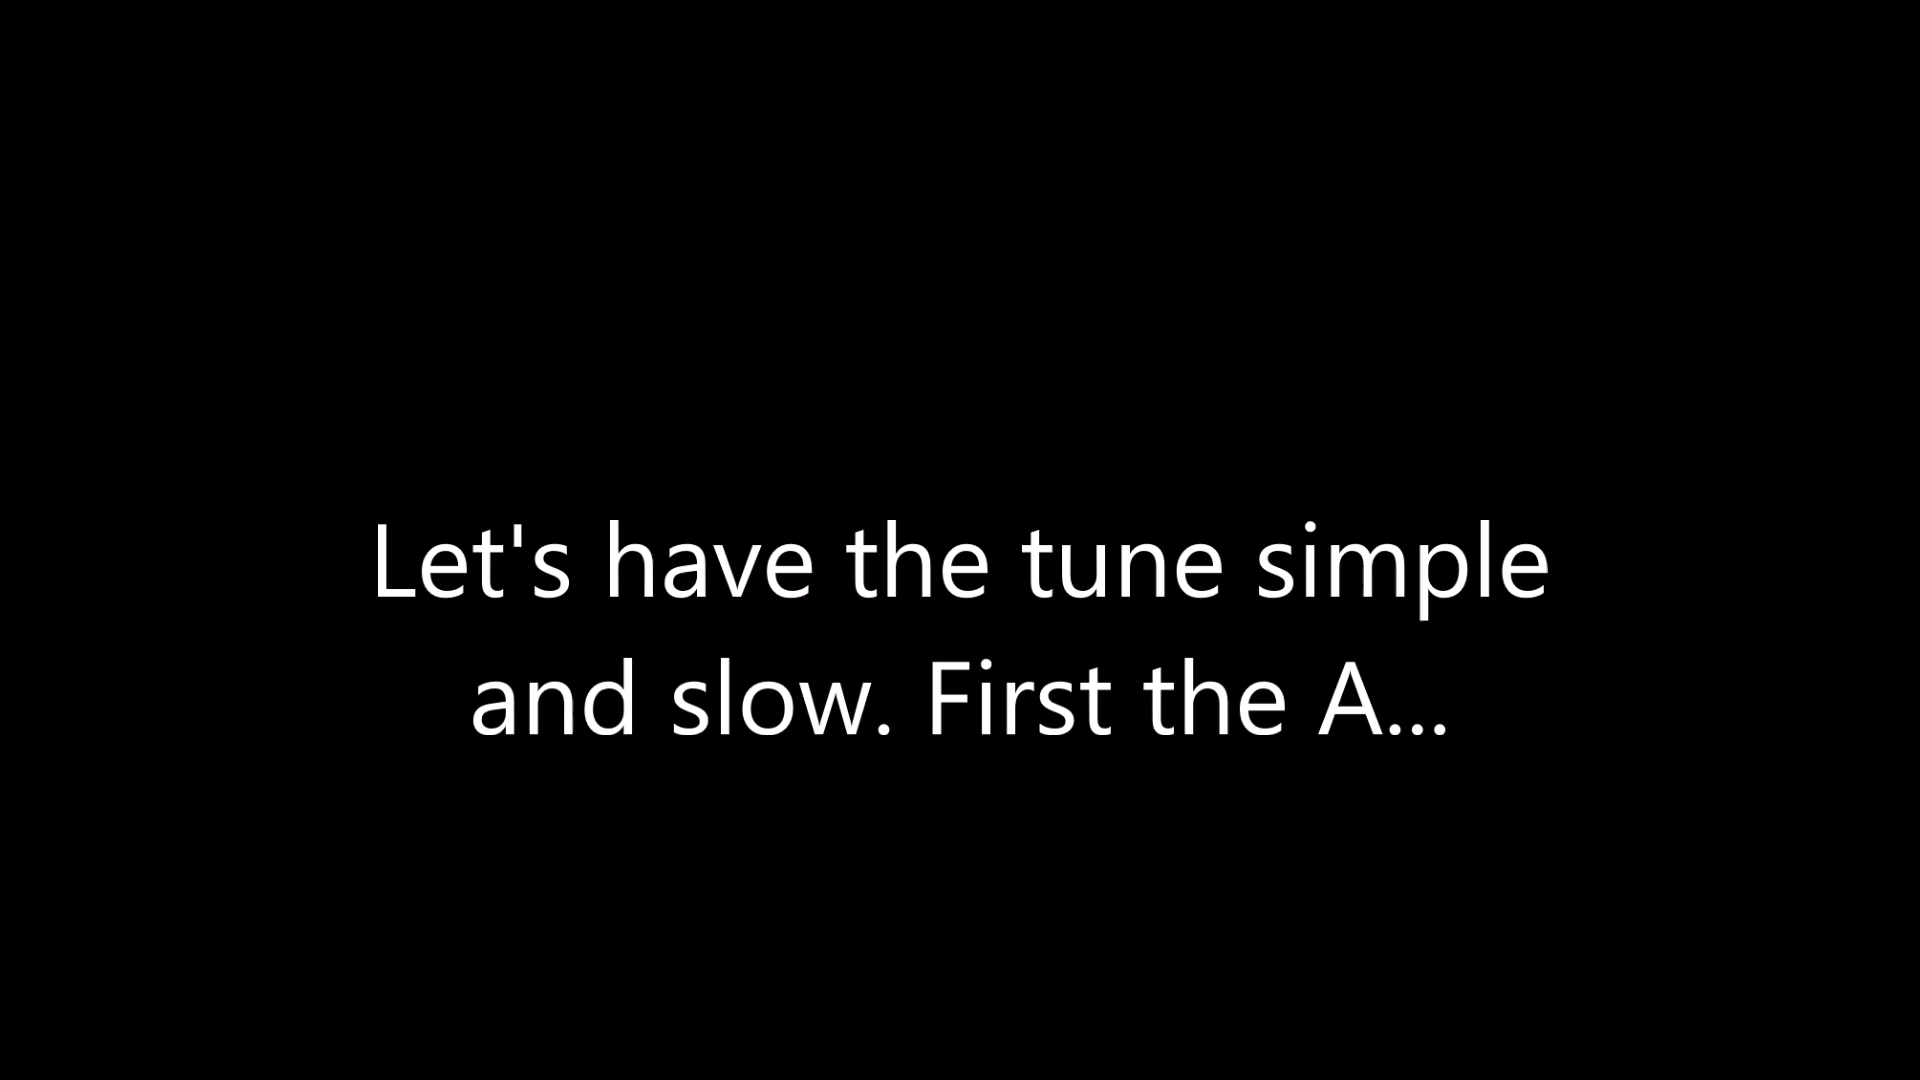 Let's have the tune simple
and slow. First the A...